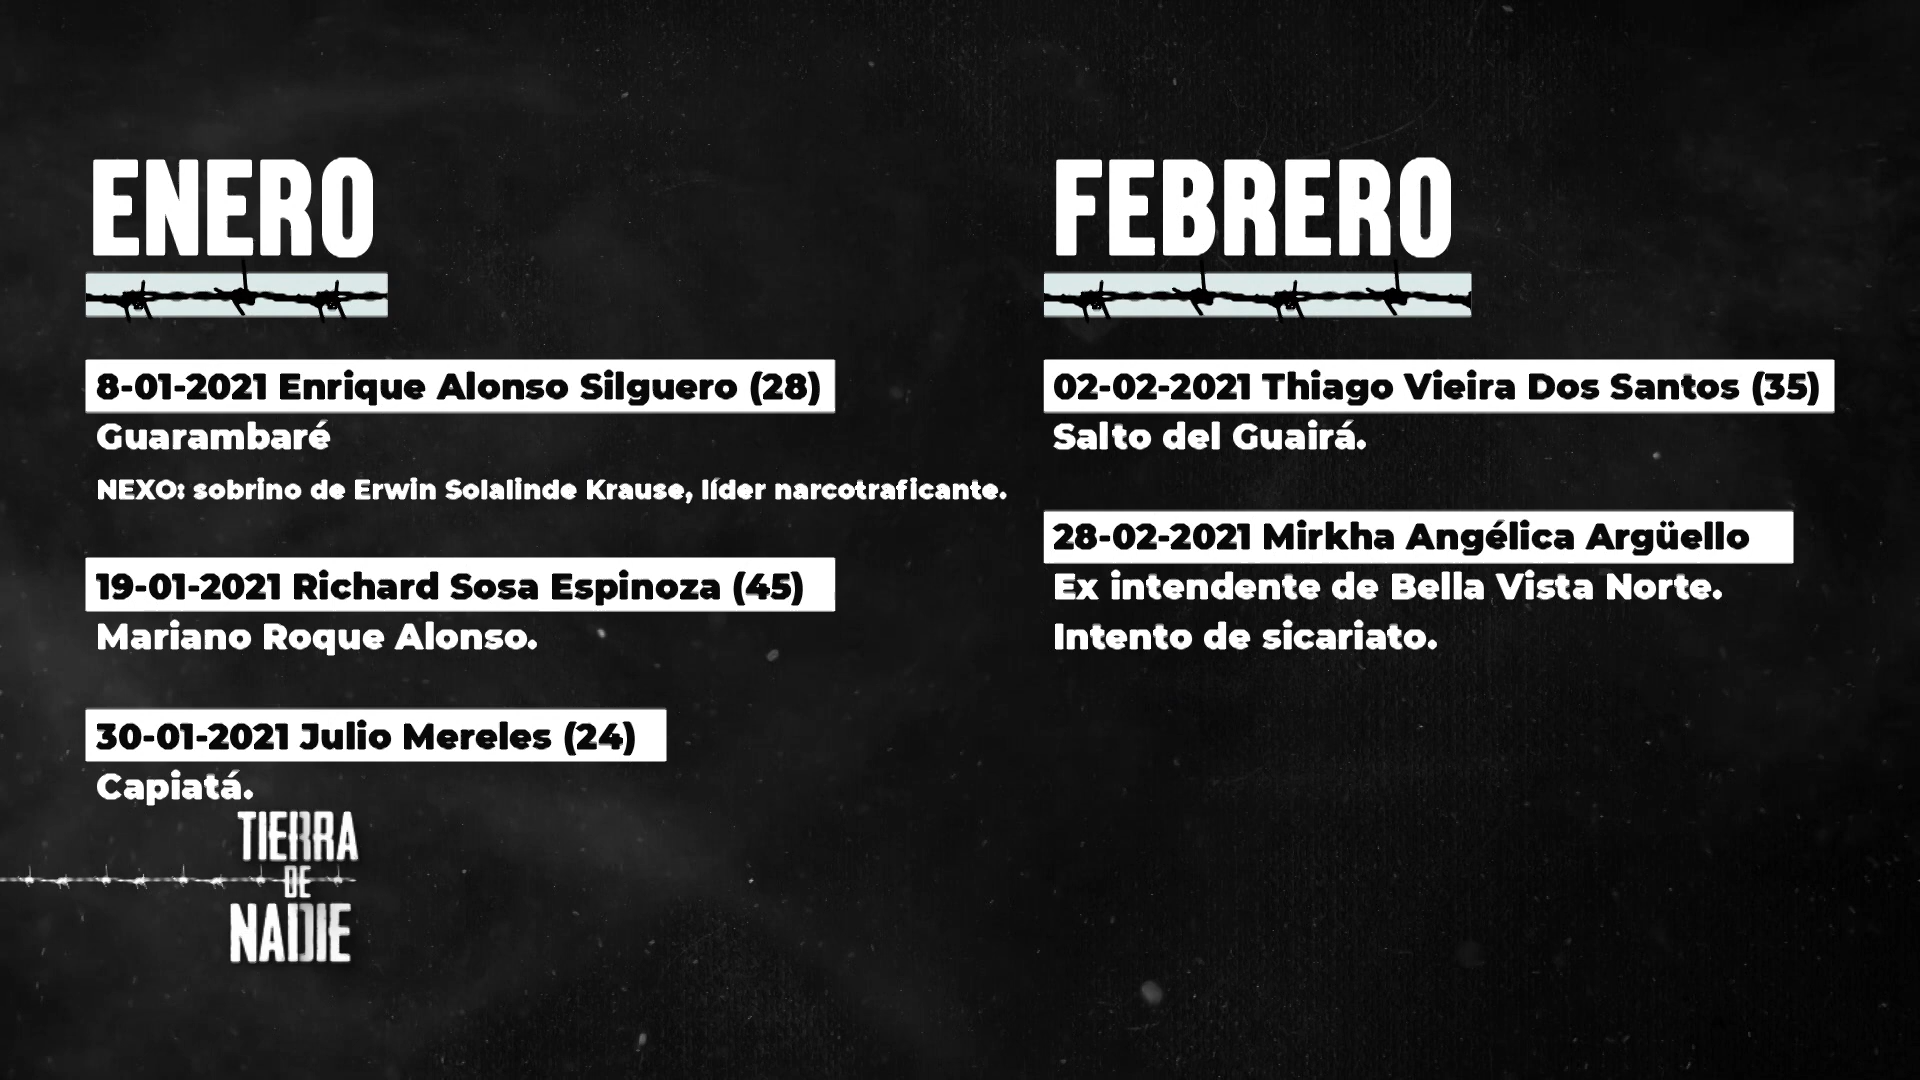 ENERO
8-01-2021 Enrique Alonso Silguero (28)
Guarambaré
NEXO: sobrino de Erwin Solalinde Krause, líder narcotraficante.
19-01-2021 Richard Sosa Espinoza (45)
Mariano Roque Alonso.
30-01-2021 Julio Mereles (24)
Capiatá.
FEBRERO
02-02-2021 Thiago Vieira Dos Santos (35)
Salto del Guairá.
28-02-2021 Mirkha Angélica Argüello
Ex intendente de Bella Vista Norte.
Intento de sicariato.
TIERRA
DE
NADIE